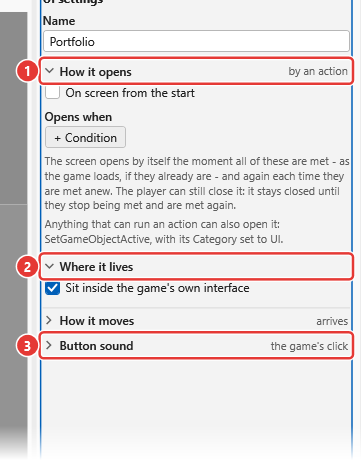 UI settings
Name
Portfolio
1 How it opens by an action
On screen from the start
Opens when
+ Condition
The screen opens by itself the moment all of these are met - as
the game loads, if they already are - and again each time they
are met anew. The player can still close it: it stays closed until
they stop being met and are met again.
Anything that can run an action can also open it:
SetGameObjectActive, with its Category set to UI.
2 Where it lives
Sit inside the game's own interface
How it moves arrives
3 Button sound the game's click